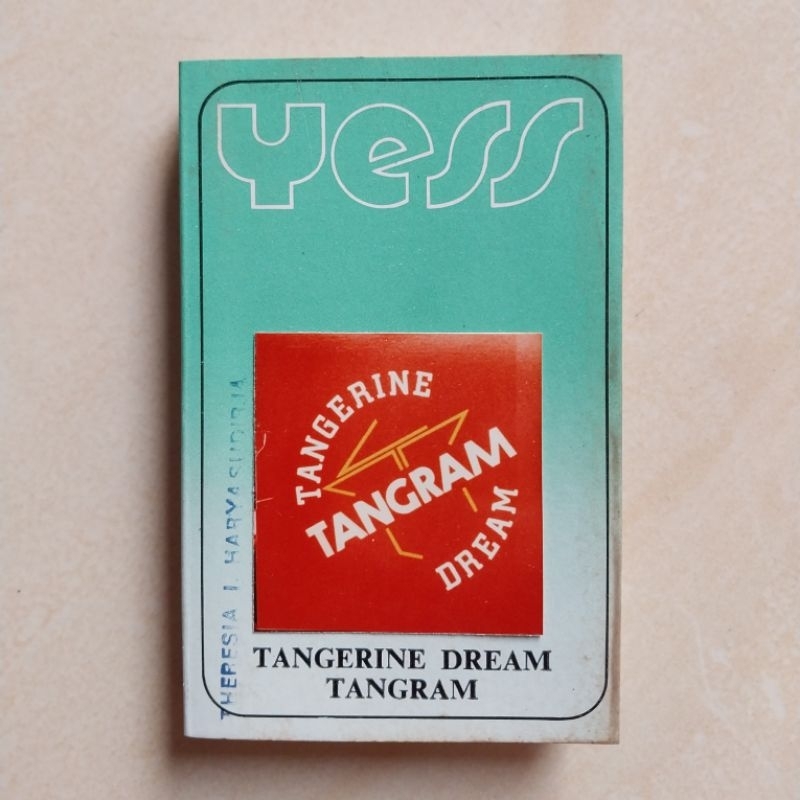 Yess
TANGERINE
TANGRAM
DREAM
TANGERINE DREAM
TANGRAM
THERESIA I. HARYASUDIRJA